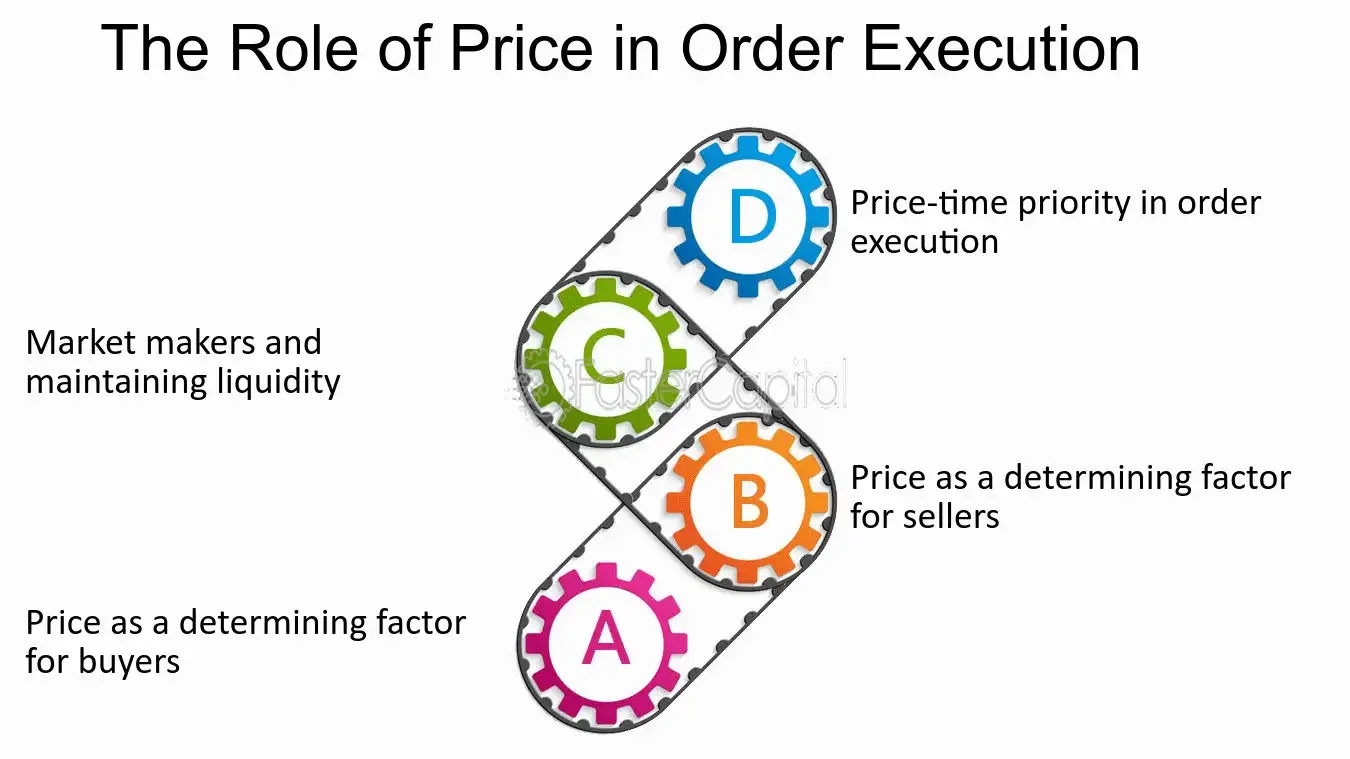 The Role of Price in Order Execution
D
Price-time priority in order
execution
C
Market makers and
maintaining liquidity
FasterCapital
B
Price as a determining factor
for sellers
A
Price as a determining factor
for buyers